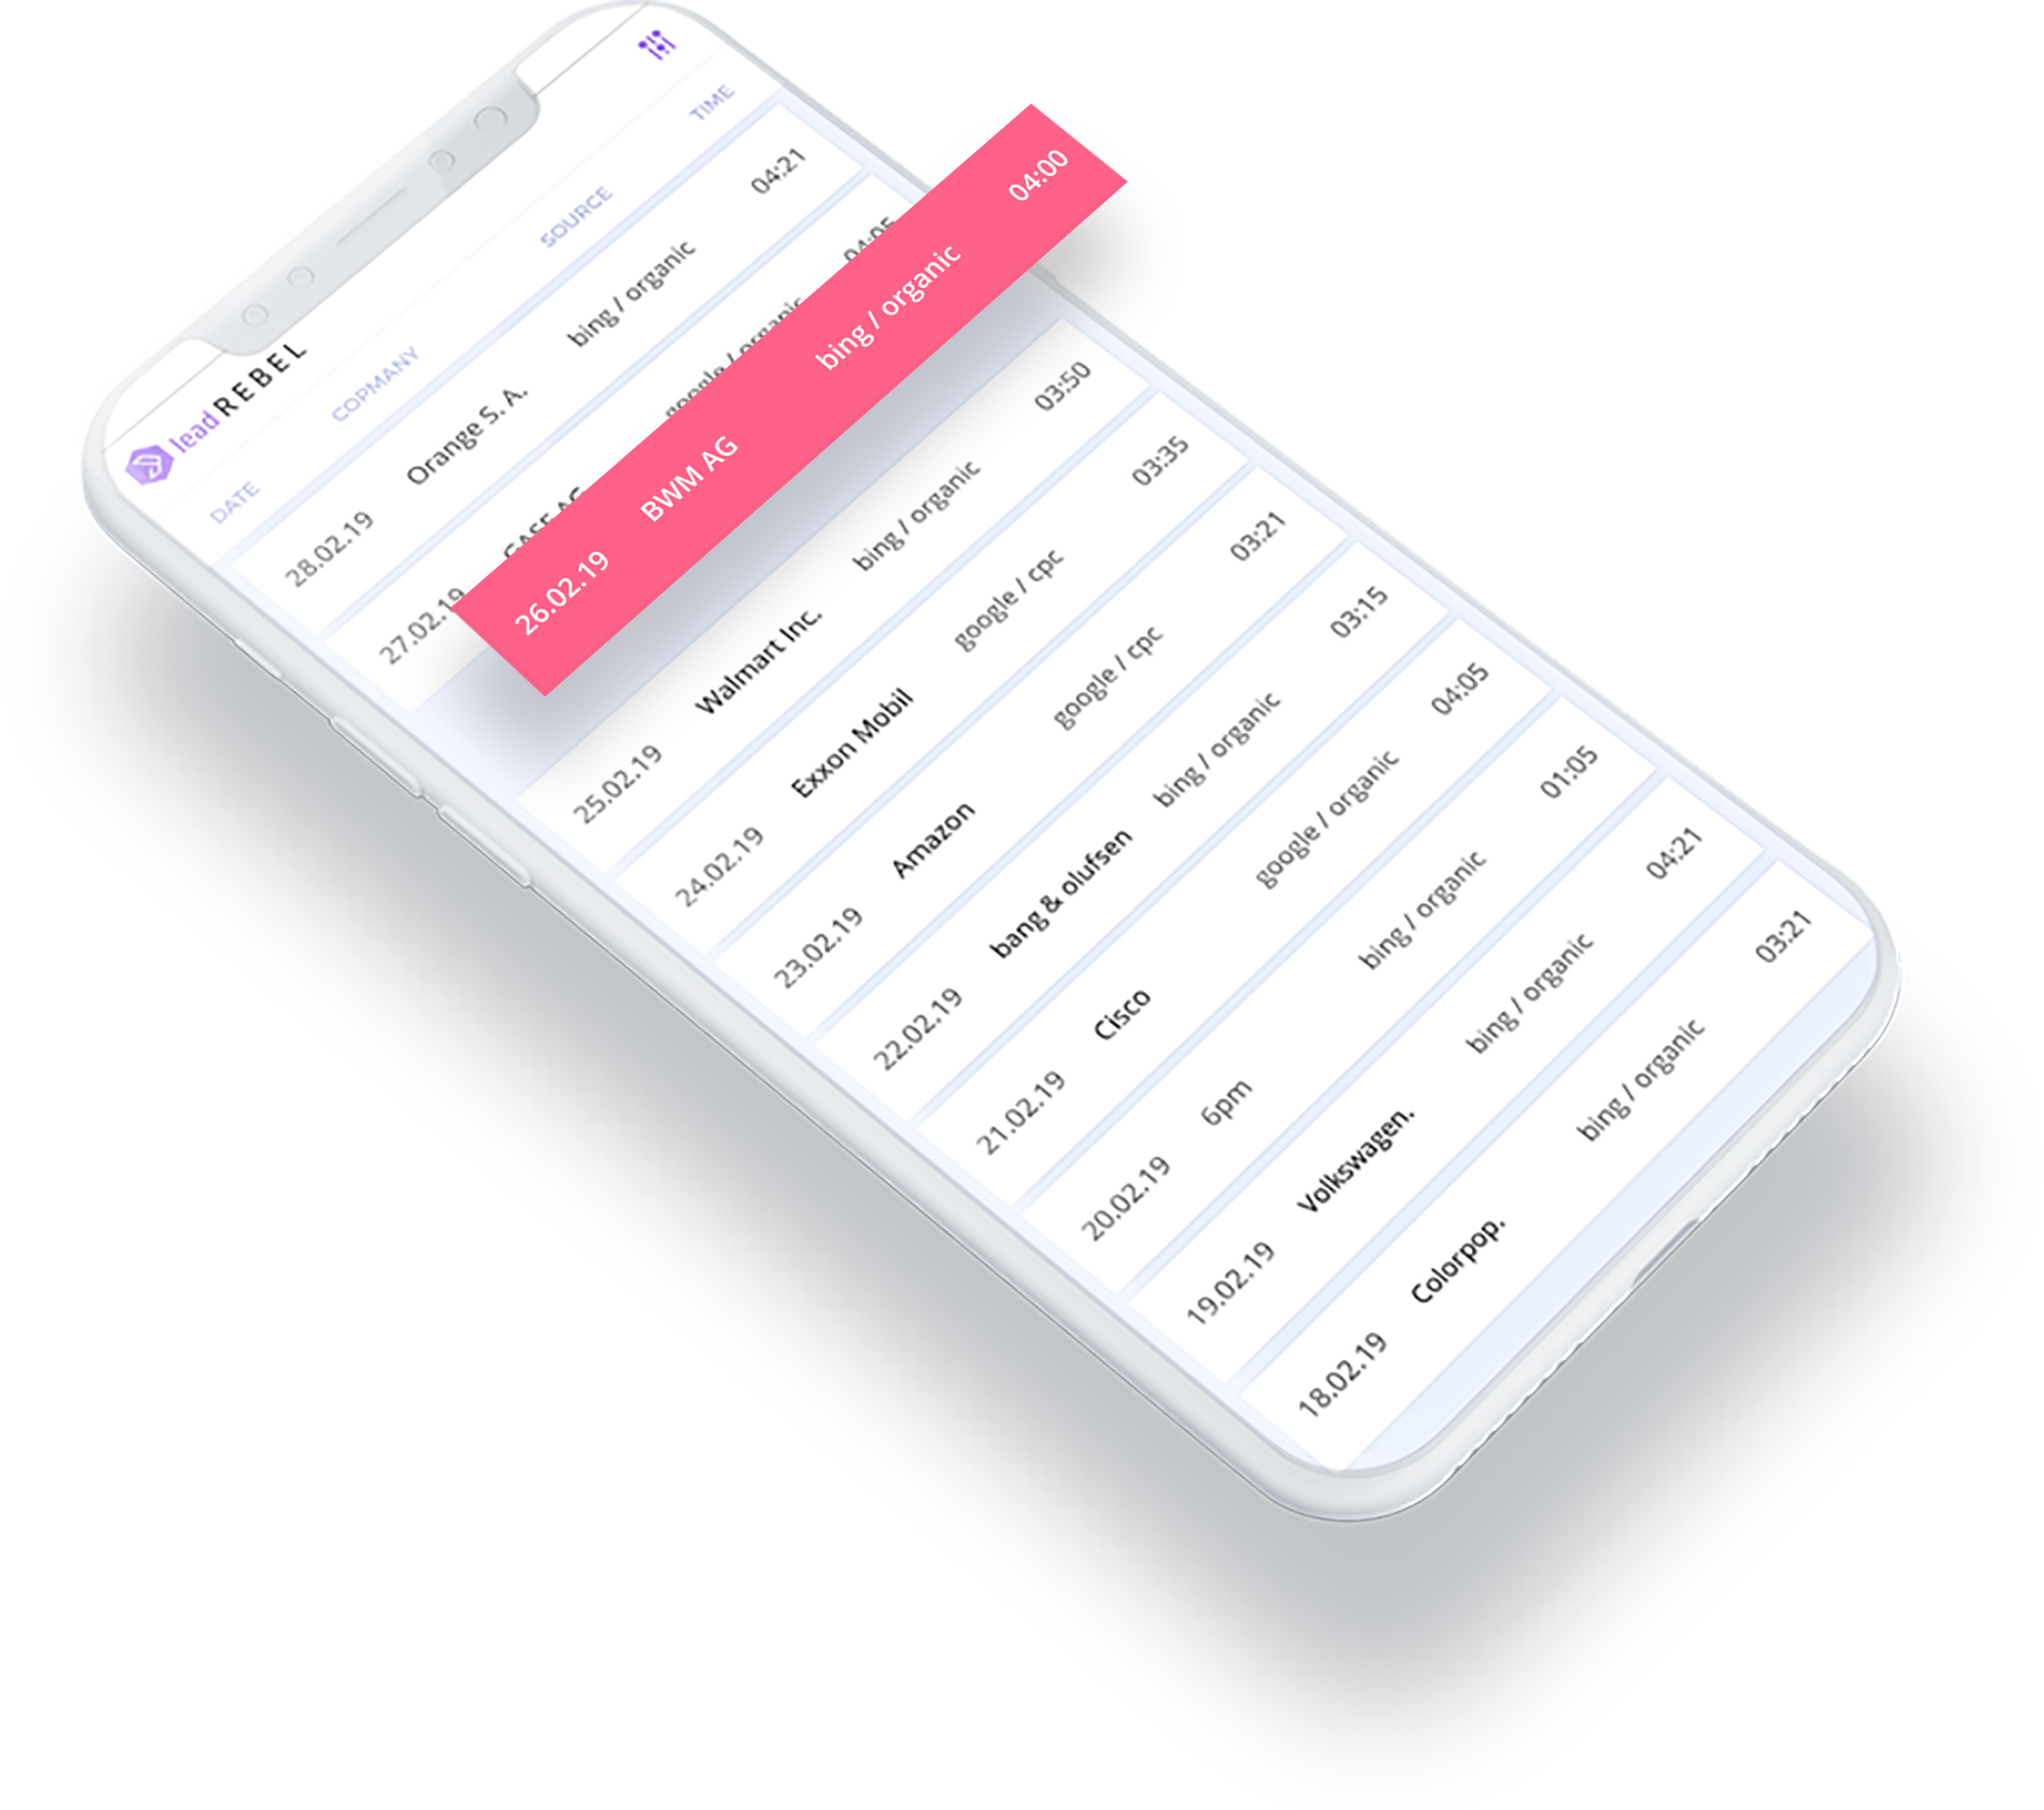 leadREBEL
DATE COPMANY SOURCE TIME
28.02.19 Orange S. A. bing / organic 04:21
27.02.19 google / organic 04:05
26.02.19 BWM AG bing / organic 04:00
25.02.19 Walmart Inc. bing / organic 03:50
24.02.19 Exxon Mobil google / cpc 03:35
23.02.19 Amazon google / cpc 03:21
22.02.19 bang & olufsen bing / organic 03:15
21.02.19 Cisco google / organic 04:05
20.02.19 6pm bing / organic 01:05
19.02.19 Volkswagen. bing / organic 04:21
18.02.19 Colorpop. bing / organic 03:21